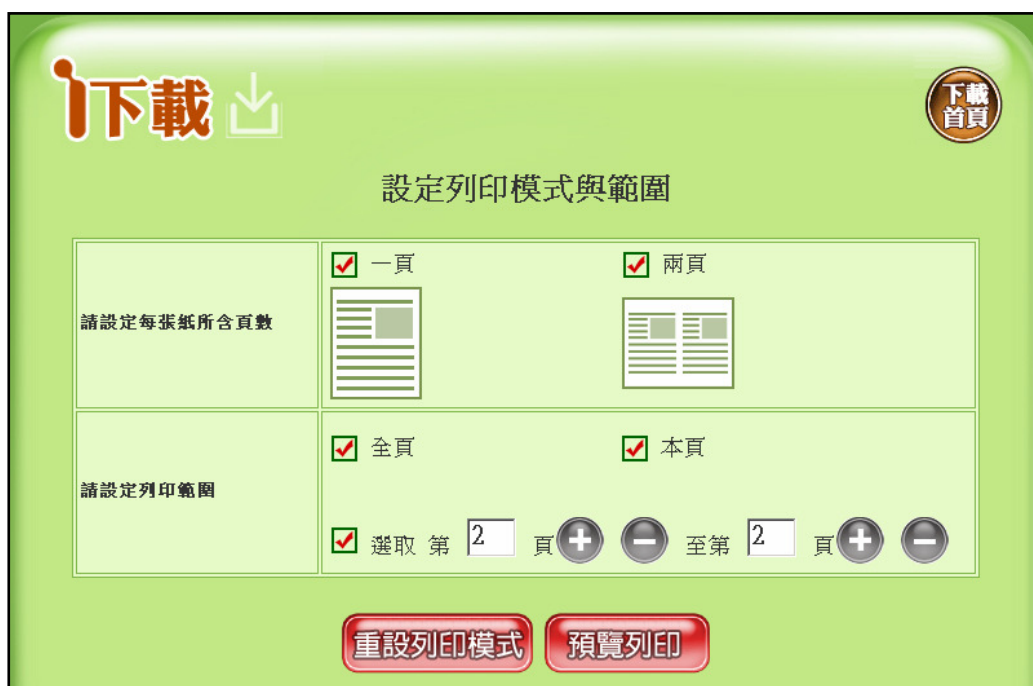 i下載
下載
首頁
設定列印模式與範圍
請設定每張紙所含頁數
一頁
兩頁
請設定列印範圍
全頁
本頁
選取 第 2 頁 + − 至第 2 頁 + −
重設列印模式
預覽列印